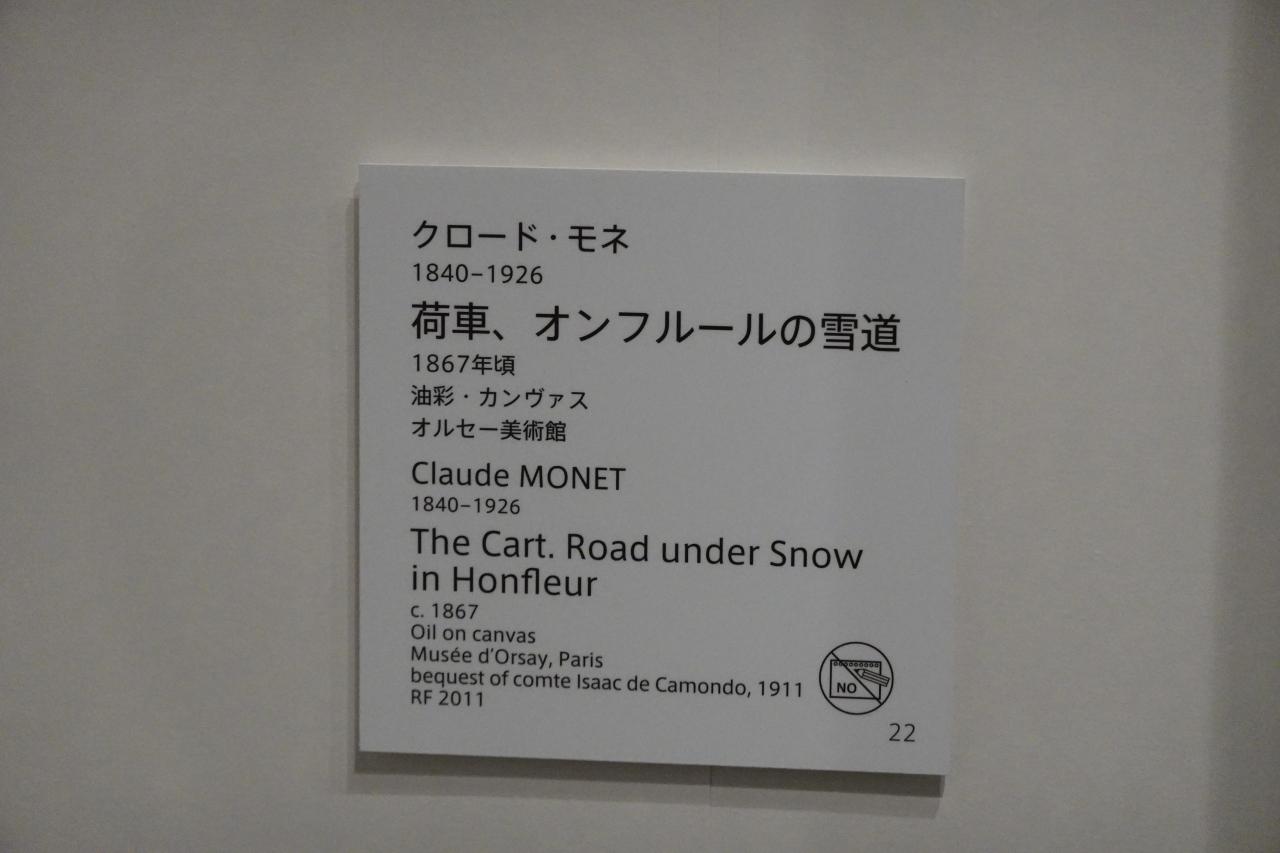 クロード・モネ
1840−1926
荷車、オンフルールの雪道
1867年頃
油彩・カンヴァス
オルセー美術館
Claude MONET
1840−1926
The Cart. Road under Snow
in Honfleur
c. 1867
Oil on canvas
Musée d'Orsay, Paris
bequest of comte Isaac de Camondo, 1911
RF 2011
NO
22